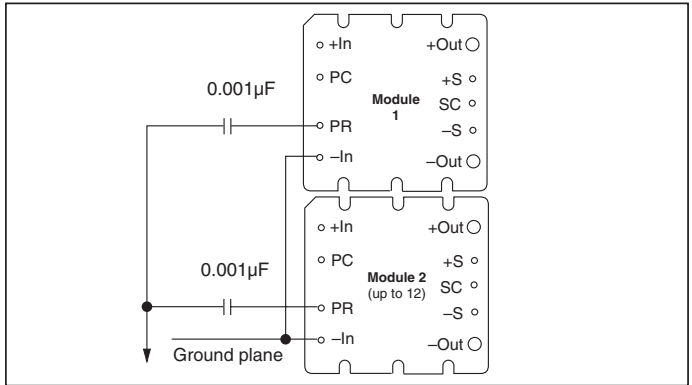 +In +Out
PC +S
0.001µF
Module
1
SC
PR –S
–In –Out
+In +Out
PC +S
0.001µF
Module 2
(up to 12)
SC
PR –S
–In –Out
Ground plane